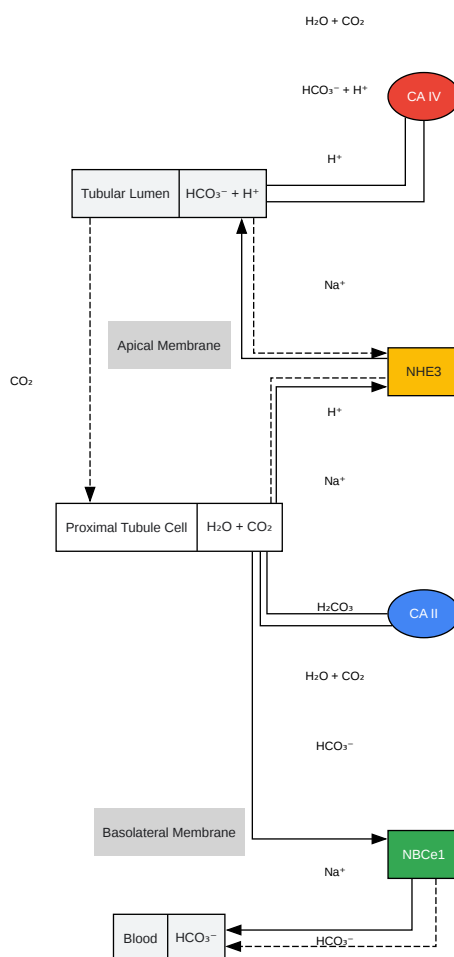 H₂O + CO₂
HCO₃⁻ + H⁺
CA IV
H⁺
Tubular Lumen
HCO₃⁻ + H⁺
Na⁺
Apical Membrane
NHE3
CO₂
H⁺
Na⁺
Proximal Tubule Cell
H₂O + CO₂
H₂CO₃
CA II
H₂O + CO₂
HCO₃⁻
Basolateral Membrane
NBCe1
Na⁺
Blood
HCO₃⁻
HCO₃⁻